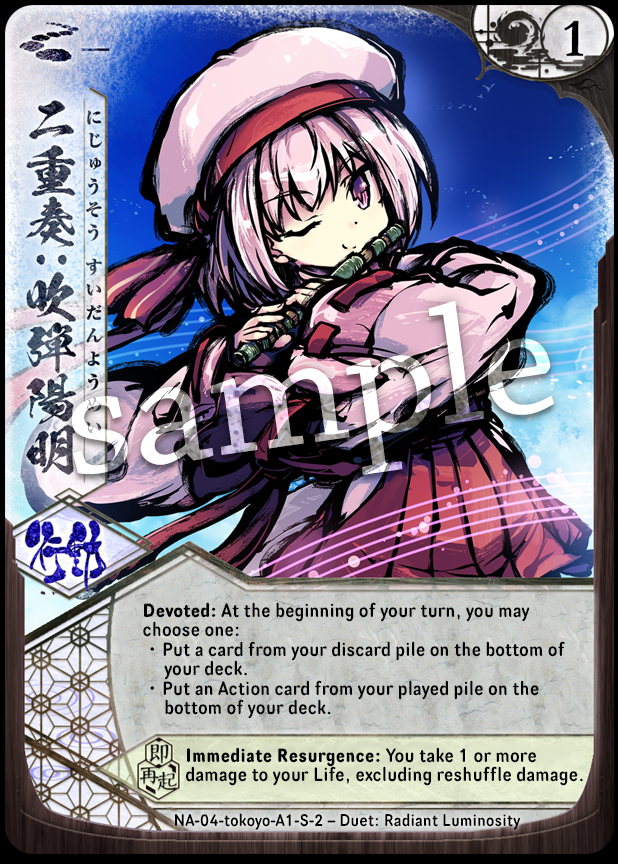 1
二重奏:吹弾陽明
にじゅうそう すいだんようめい
sample
行動
Devoted: At the beginning of your turn, you may
choose one:
・Put a card from your discard pile on the bottom of
your deck.
・Put an Action card from your played pile on the
bottom of your deck.
即
再起
Immediate Resurgence: You take 1 or more
damage to your Life, excluding reshuffle damage.
NA-04-tokoyo-A1-S-2 – Duet: Radiant Luminosity